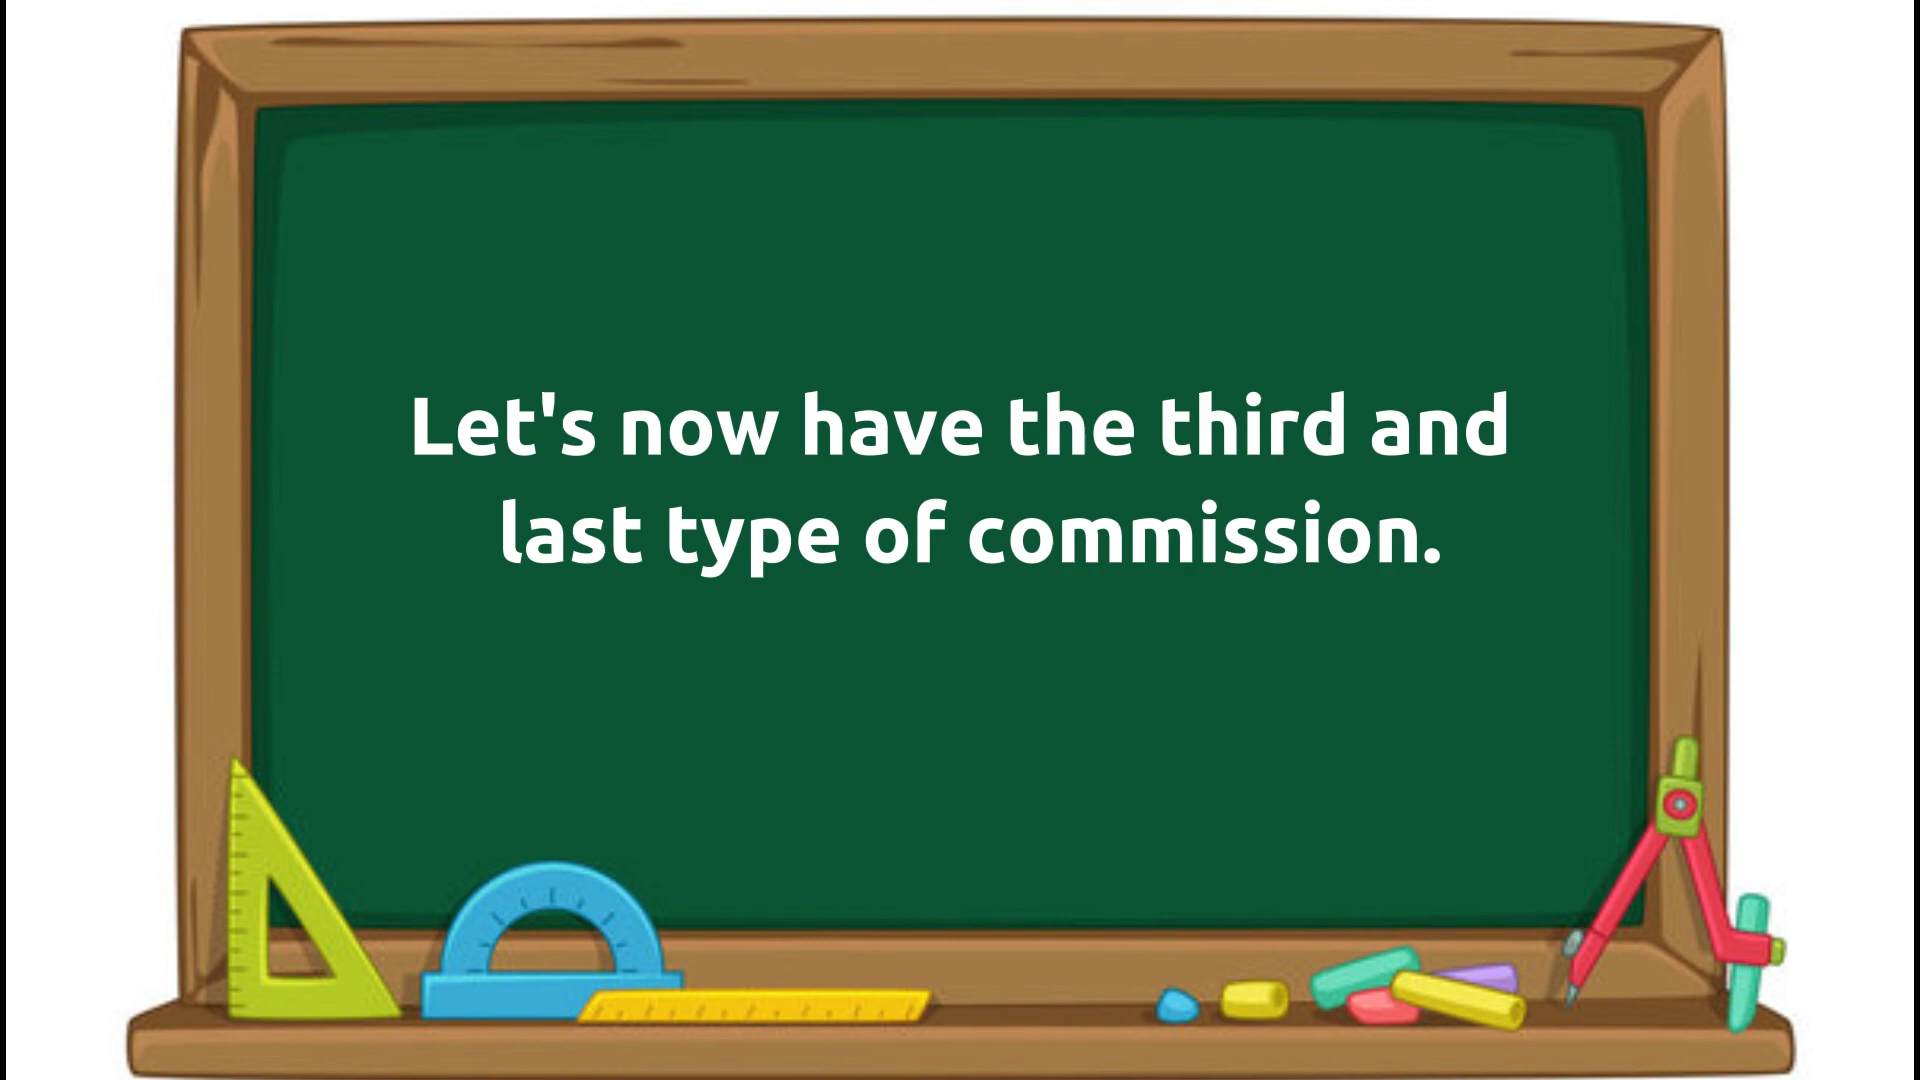 Let's now have the third and
last type of commission.